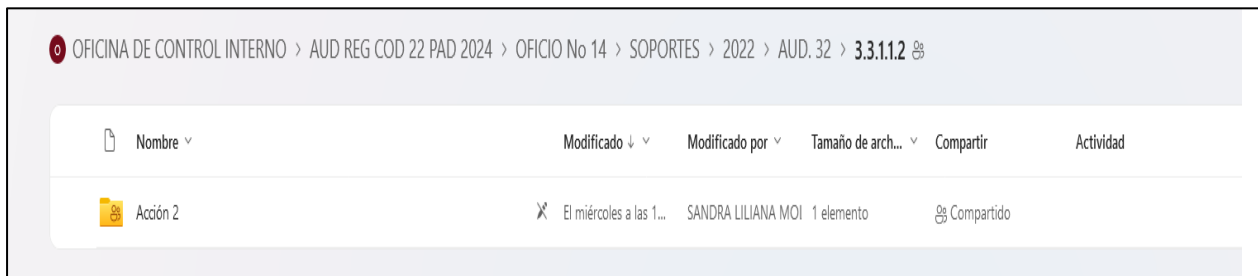 O OFICINA DE CONTROL INTERNO > AUD REG COD 22 PAD 2024 > OFICIO No 14 > SOPORTES > 2022 > AUD. 32 > 3.3.1.1.2
Nombre Modificado ↓ Modificado por Tamaño de arch... Compartir Actividad
Acción 2 El miércoles a las 1... SANDRA LILIANA MOI 1 elemento Compartido